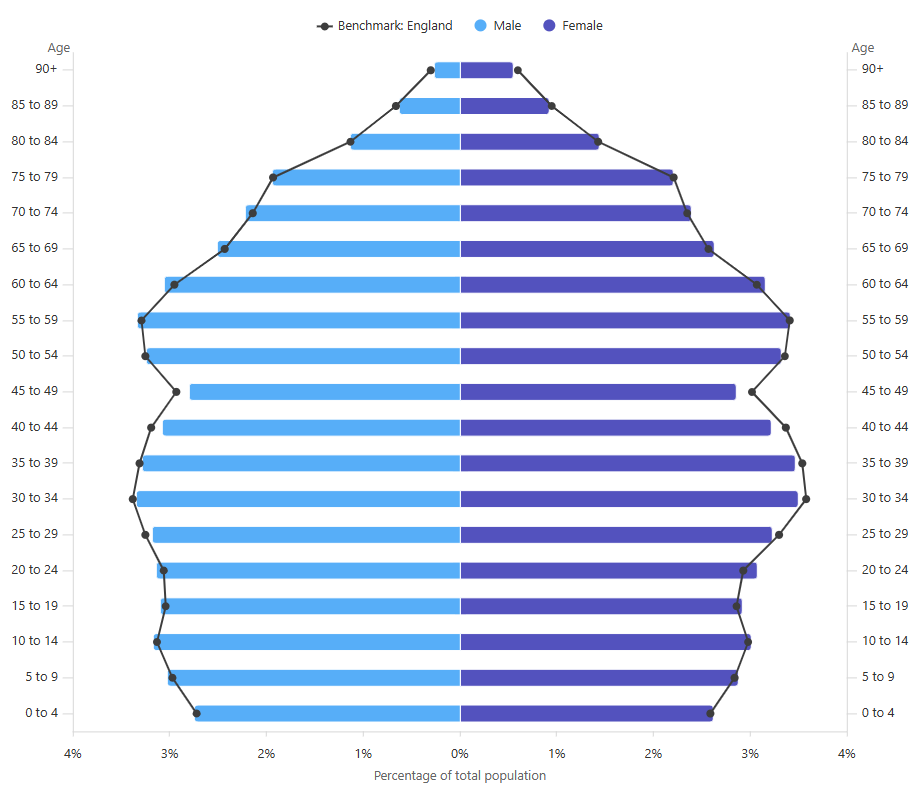 Benchmark: England Male Female
Age Age
90+ 90+
85 to 89 85 to 89
80 to 84 80 to 84
75 to 79 75 to 79
70 to 74 70 to 74
65 to 69 65 to 69
60 to 64 60 to 64
55 to 59 55 to 59
50 to 54 50 to 54
45 to 49 45 to 49
40 to 44 40 to 44
35 to 39 35 to 39
30 to 34 30 to 34
25 to 29 25 to 29
20 to 24 20 to 24
15 to 19 15 to 19
10 to 14 10 to 14
5 to 9 5 to 9
0 to 4 0 to 4
4% 3% 2% 1% 0% 1% 2% 3% 4%
Percentage of total population